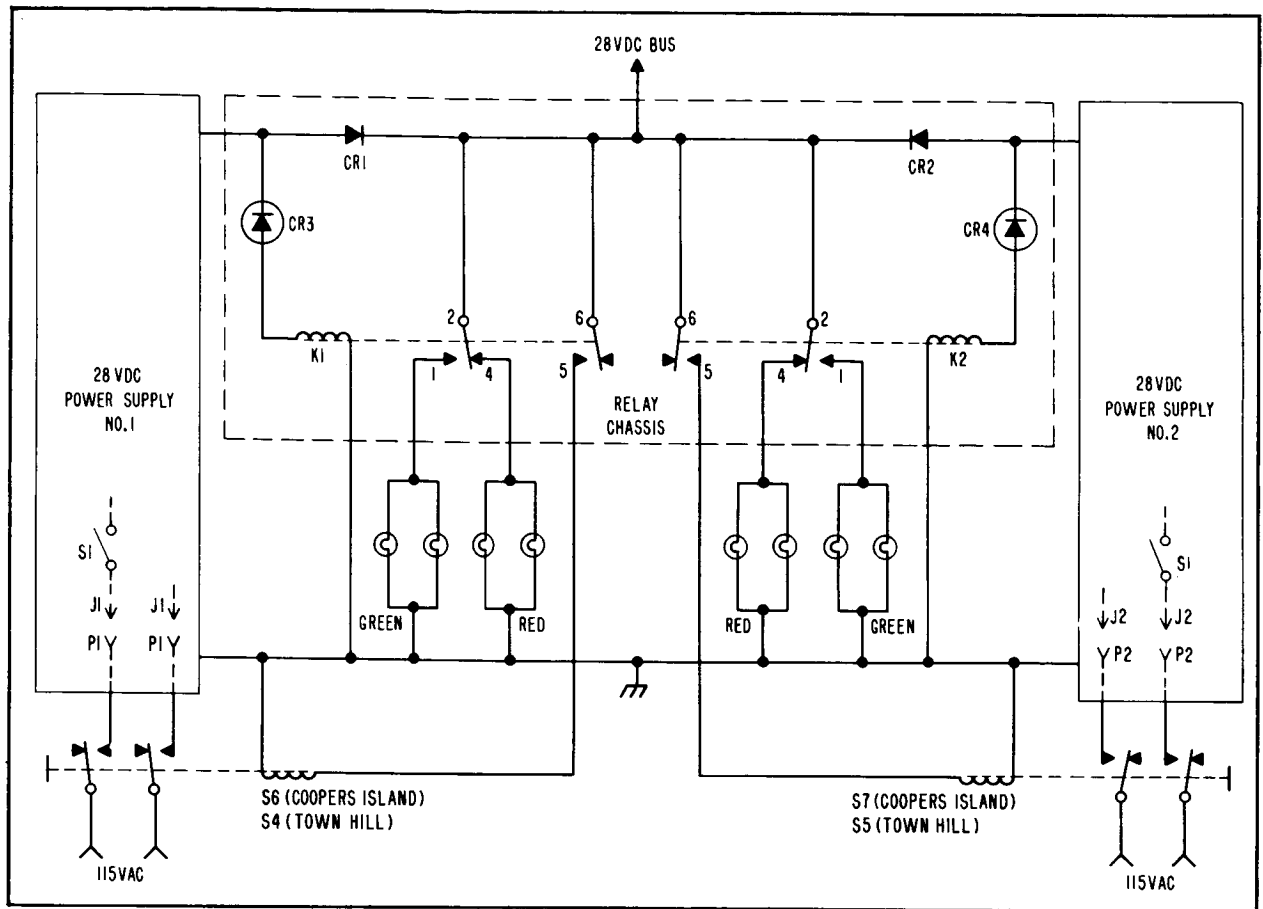 28VDC BUS
CR1
CR2
CR3
CR4
2
6
6
2
K1
K2
1
4
5
5
4
1
28 VDC
POWER SUPPLY
NO.1
RELAY
CHASSIS
28VDC
POWER SUPPLY
NO.2
S1
S1
J1
J1
J2
J2
P1
P1
P2
P2
GREEN
RED
RED
GREEN
S6 (COOPERS ISLAND)
S4 (TOWN HILL)
S7 (COOPERS ISLAND)
S5 (TOWN HILL)
115VAC
115VAC